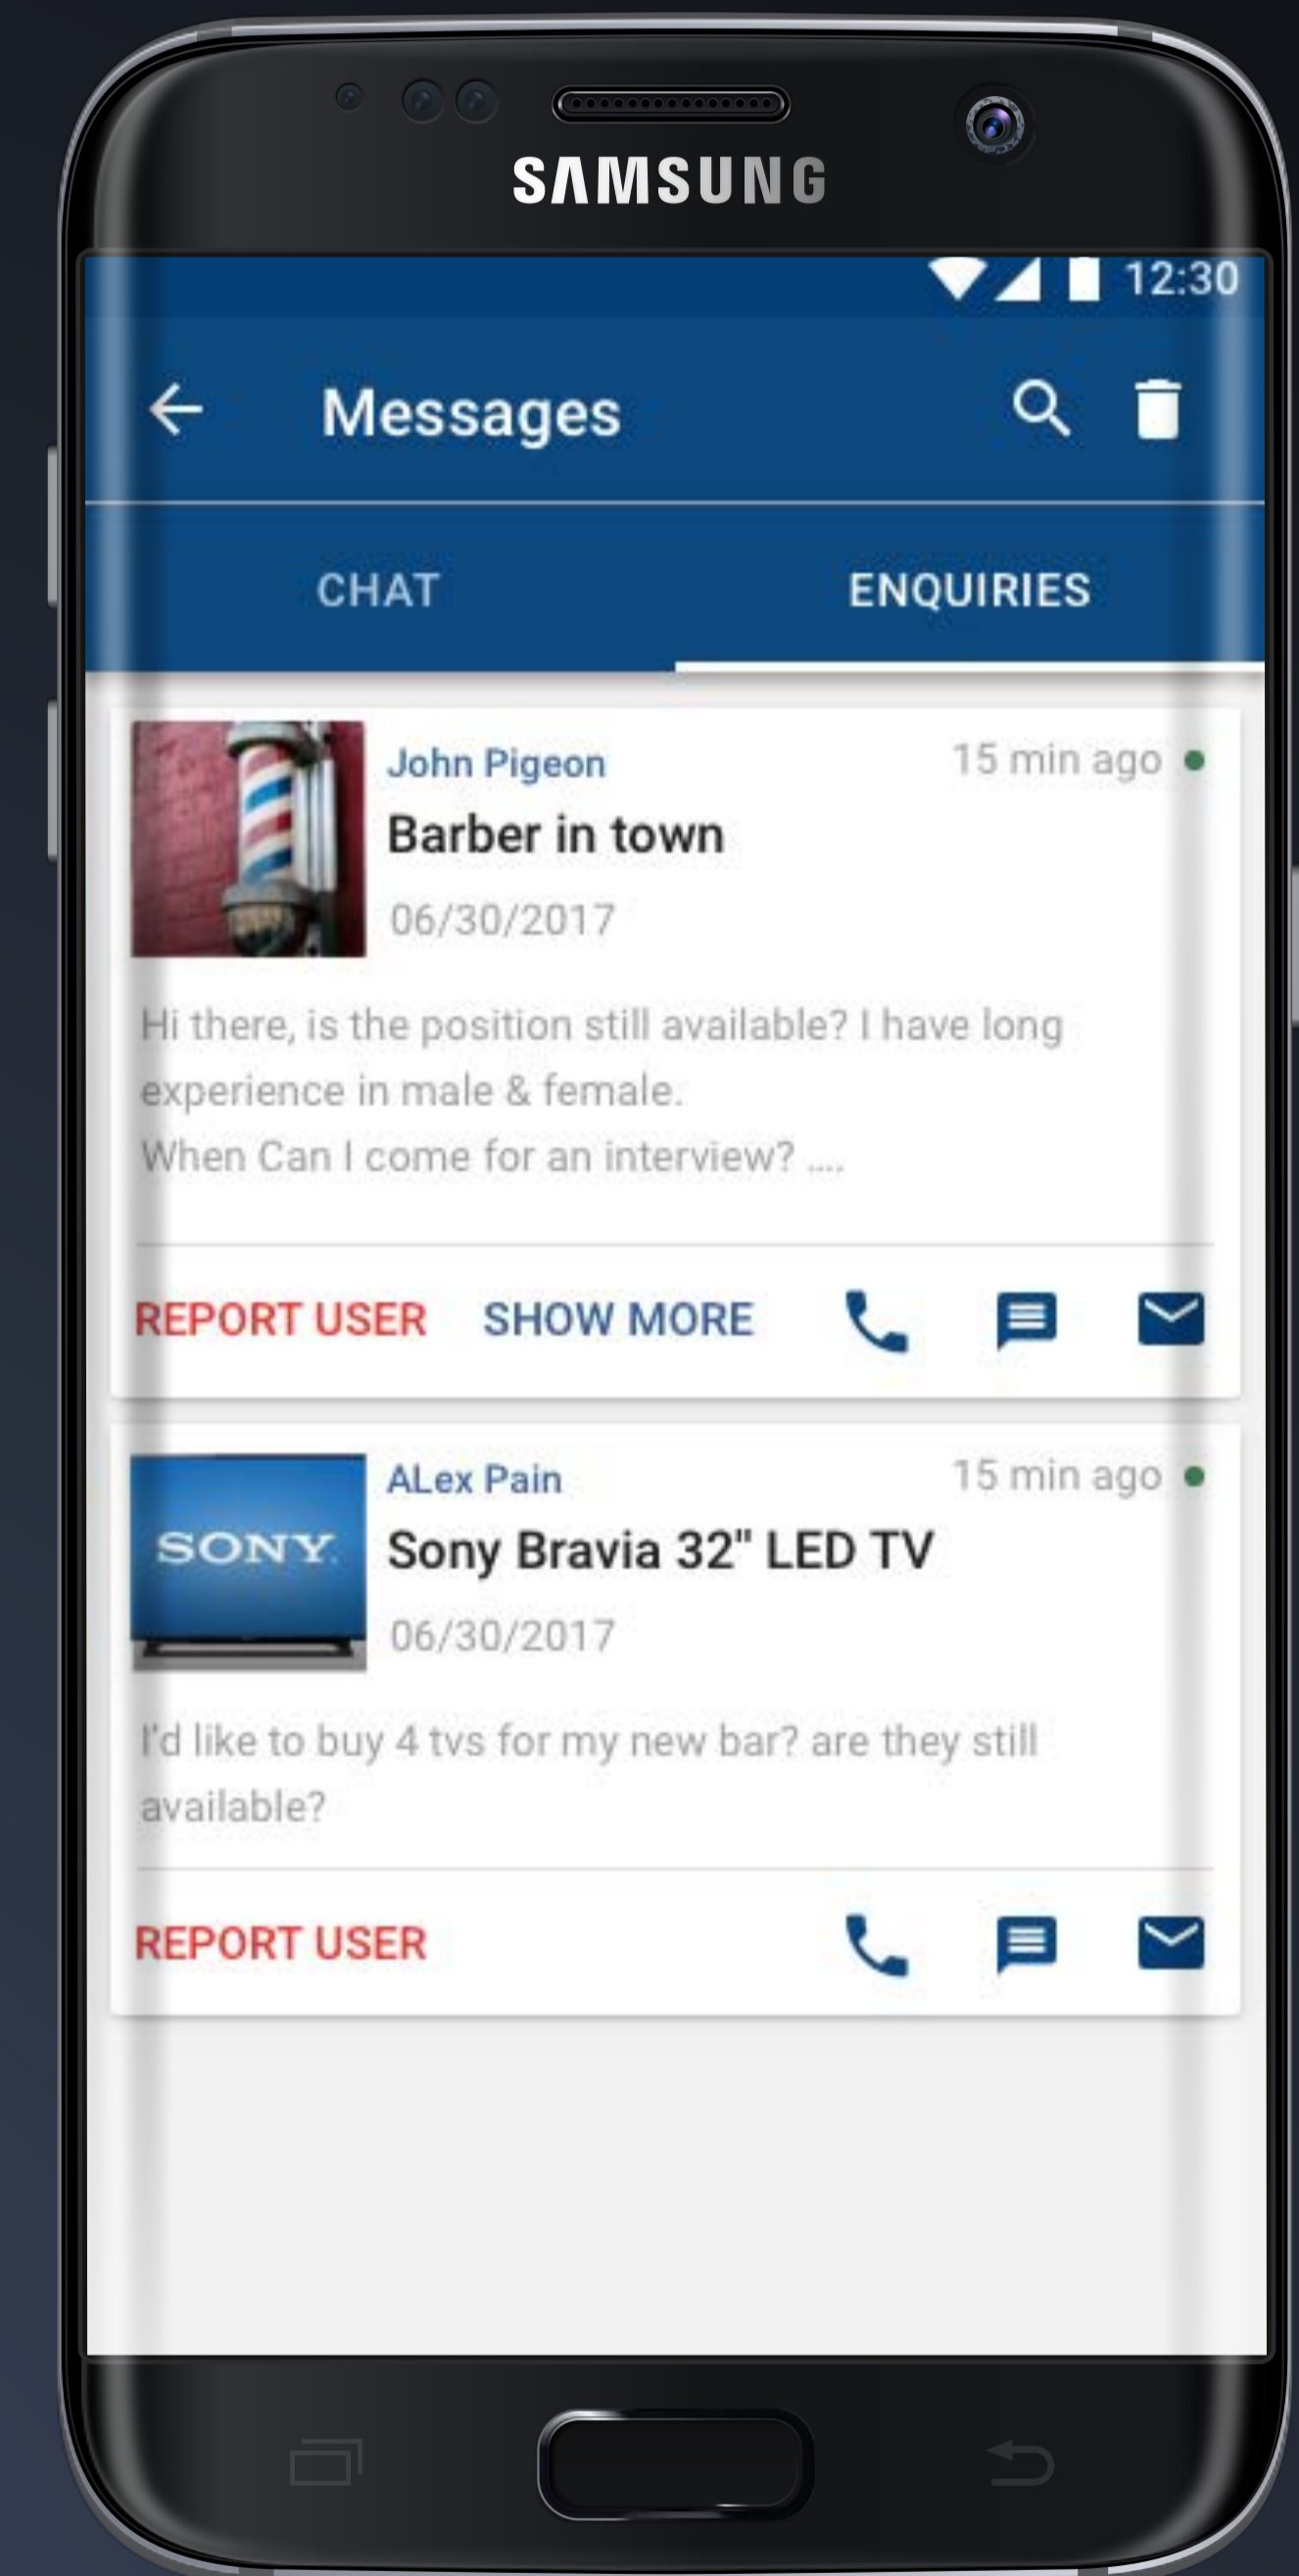 SAMSUNG
12:30
Messages
CHAT
ENQUIRIES
John Pigeon
15 min ago
Barber in town
06/30/2017
Hi there, is the position still available? I have long
experience in male & female.
When Can I come for an interview? ....
REPORT USER
SHOW MORE
SONY
ALex Pain
15 min ago
Sony Bravia 32" LED TV
06/30/2017
I'd like to buy 4 tvs for my new bar? are they still
available?
REPORT USER